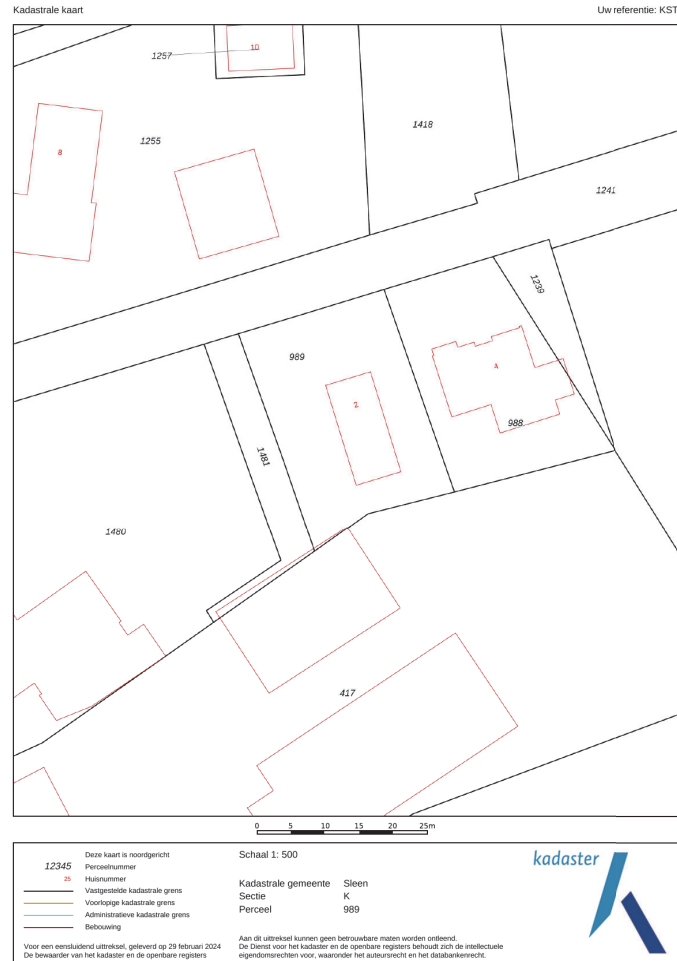 Kadastrale kaart
Uw referentie: KST
10
1257
1418
1255
8
1241
1239
989
4
2
988
1481
1480
417
0 5 10 15 20 25m
Deze kaart is noordgericht
12345 Perceelnummer
25 Huisnummer
Vastgestelde kadastrale grens
Voorlopige kadastrale grens
Administratieve kadastrale grens
Bebouwing
Voor een eensluidend uittreksel, geleverd op 29 februari 2024
De bewaarder van het kadaster en de openbare registers
Schaal 1: 500
Kadastrale gemeente Sleen
Sectie K
Perceel 989
Aan dit uittreksel kunnen geen betrouwbare maten worden ontleend.
De Dienst voor het kadaster en de openbare registers behoudt zich de intellectuele
eigendomsrechten voor, waaronder het auteursrecht en het databankenrecht.
kadaster